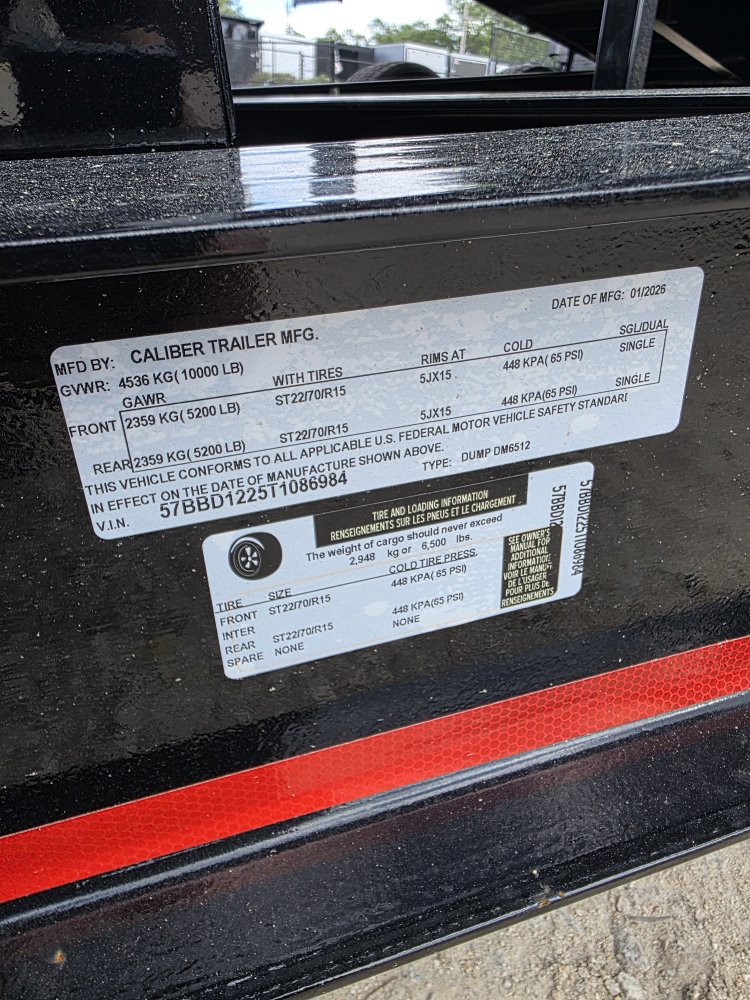 MFD BY: CALIBER TRAILER MFG. DATE OF MFG: 01/2026
GVWR: 4536 KG( 10000 LB)
GAWR WITH TIRES RIMS AT COLD SGL/DUAL
FRONT 2359 KG( 5200 LB) ST22/70/R15 5JX15 448 KPA( 65 PSI) SINGLE
REAR 2359 KG( 5200 LB) ST22/70/R15 5JX15 448 KPA( 65 PSI) SINGLE
THIS VEHICLE CONFORMS TO ALL APPLICABLE U.S. FEDERAL MOTOR VEHICLE SAFETY STANDARI
IN EFFECT ON THE DATE OF MANUFACTURE SHOWN ABOVE.
V.I.N. 57BBD1225T1086984 TYPE: DUMP DM6512
TIRE AND LOADING INFORMATION
RENSEIGNEMENTS SUR LES PNEUS ET LE CHARGEMENT
The weight of cargo should never exceed
2,948 kg or 6,500 lbs.
TIRE SIZE COLD TIRE PRESS.
FRONT ST22/70/R15 448 KPA( 65 PSI)
INTER
REAR ST22/70/R15 448 KPA(65 PSI)
SPARE NONE NONE
SEE OWNER'S
MANUAL FOR
ADDITIONAL
INFORMATION
VOIR LE MANUEL
DE L'USAGER
POUR PLUS DE
RENSEIGNEMENTS
57BBD12
57BBD1225T1086984